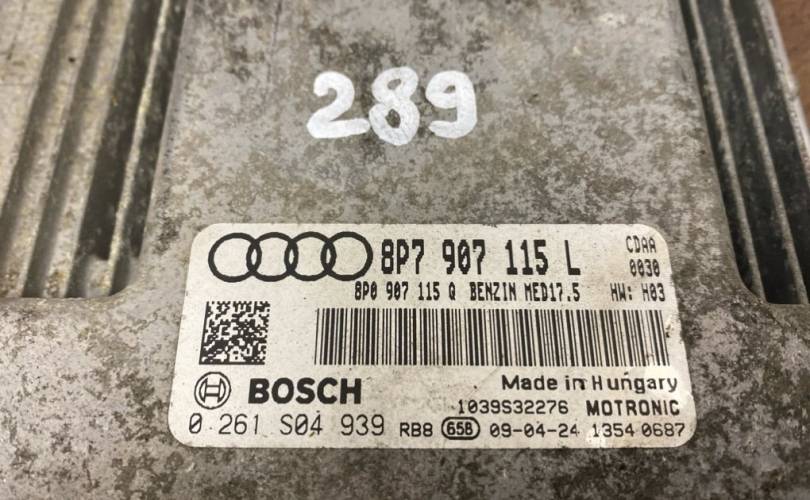 289
8P7 907 115 L CDAA
0030
8P0 907 115 Q BENZIN MED17.5 HW: H03
BOSCH Made in Hungary
1039S32276 MOTRONIC
0 261 S04 939 RB8 658 09-04-24 1354 0687